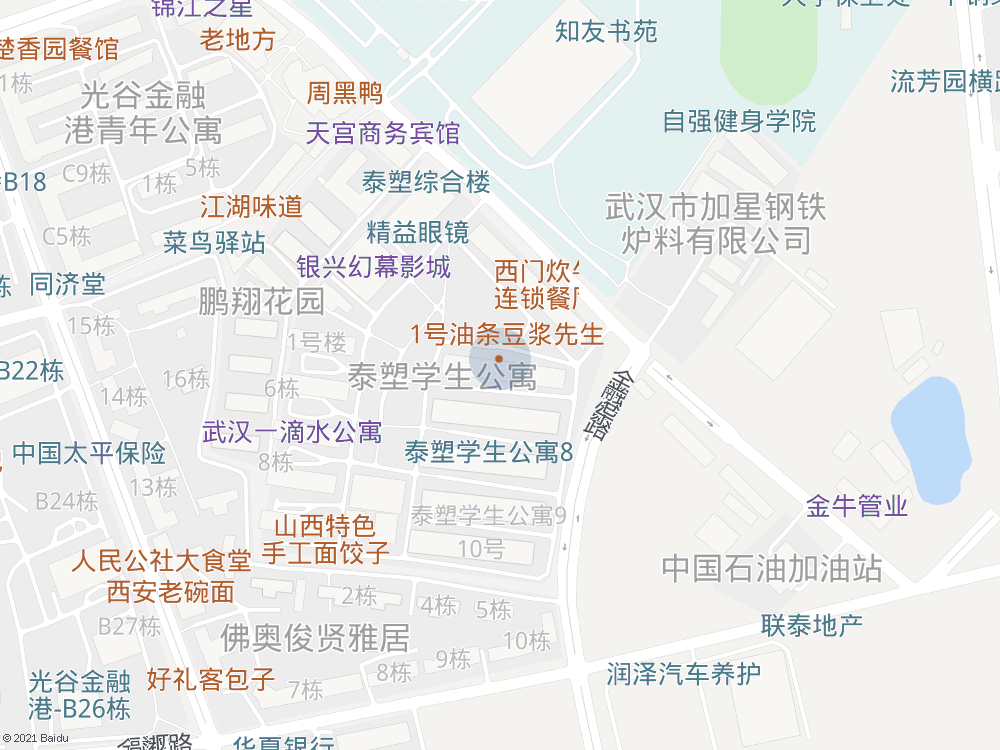 锦江之星
大学保卫处
老地方
知友书苑
楚香园餐馆
1栋
光谷金融
港青年公寓
周黑鸭
流芳园横路
天宫商务宾馆
自强健身学院
5栋
C9栋
B18
1栋
泰塑综合楼
江湖味道
武汉市加星钢铁
炉料有限公司
C5栋
菜鸟驿站
精益眼镜
银兴幻幕影城
西门炊牛
连锁餐厅
栋
同济堂
鹏翔花园
15栋
1号楼
1号油条豆浆先生
B22栋
16栋
6栋
泰塑学生公寓
14栋
金融港路
武汉一滴水公寓
中国太平保险
8栋
泰塑学生公寓8
13栋
B24栋
泰塑学生公寓9
金牛管业
山西特色
手工面饺子
10号
人民公社大食堂
西安老碗面
中国石油加油站
2栋
4栋
5栋
B27栋
佛奥俊贤雅居
10栋
联泰地产
9栋
8栋
光谷金融
港-B26栋
好礼客包子
7栋
润泽汽车养护
© 2021 Baidu
华夏银行